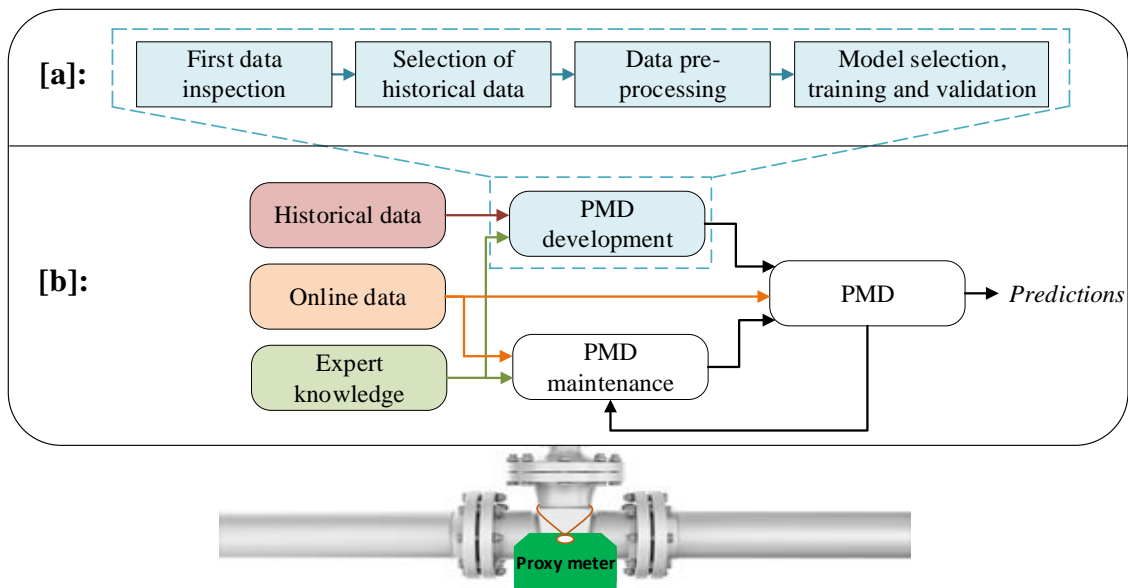 [a]:
First data
inspection
Selection of
historical data
Data pre-
processing
Model selection,
training and validation
[b]:
Historical data
PMD
development
Online data
PMD
Predictions
Expert
knowledge
PMD
maintenance
Proxy meter